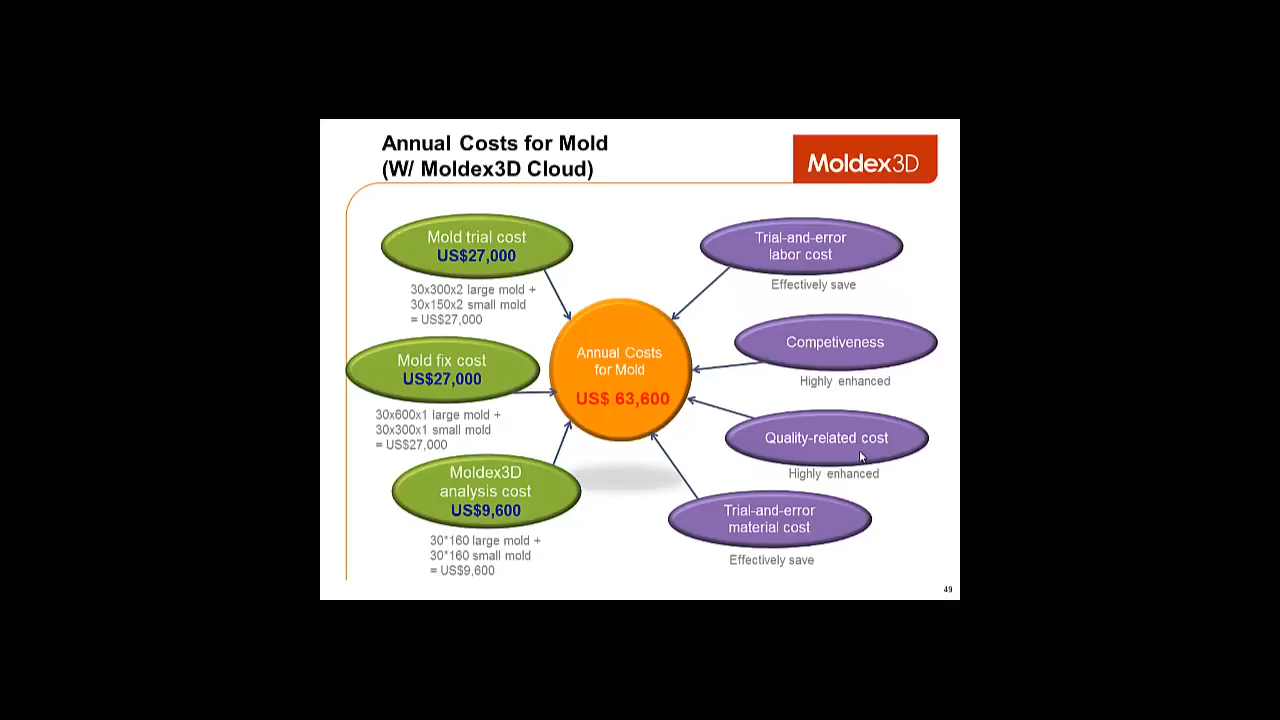 Annual Costs for Mold
(W/ Moldex3D Cloud)
Moldex3D
Mold trial cost
US$27,000
30x300x2 large mold +
30x150x2 small mold
= US$27,000
Mold fix cost
US$27,000
30x600x1 large mold +
30x300x1 small mold
= US$27,000
Moldex3D
analysis cost
US$9,600
30*160 large mold +
30*160 small mold
= US$9,600
Annual Costs
for Mold
US$ 63,600
Trial-and-error
labor cost
Effectively save
Competiveness
Highly enhanced
Quality-related cost
Highly enhanced
Trial-and-error
material cost
Effectively save
49